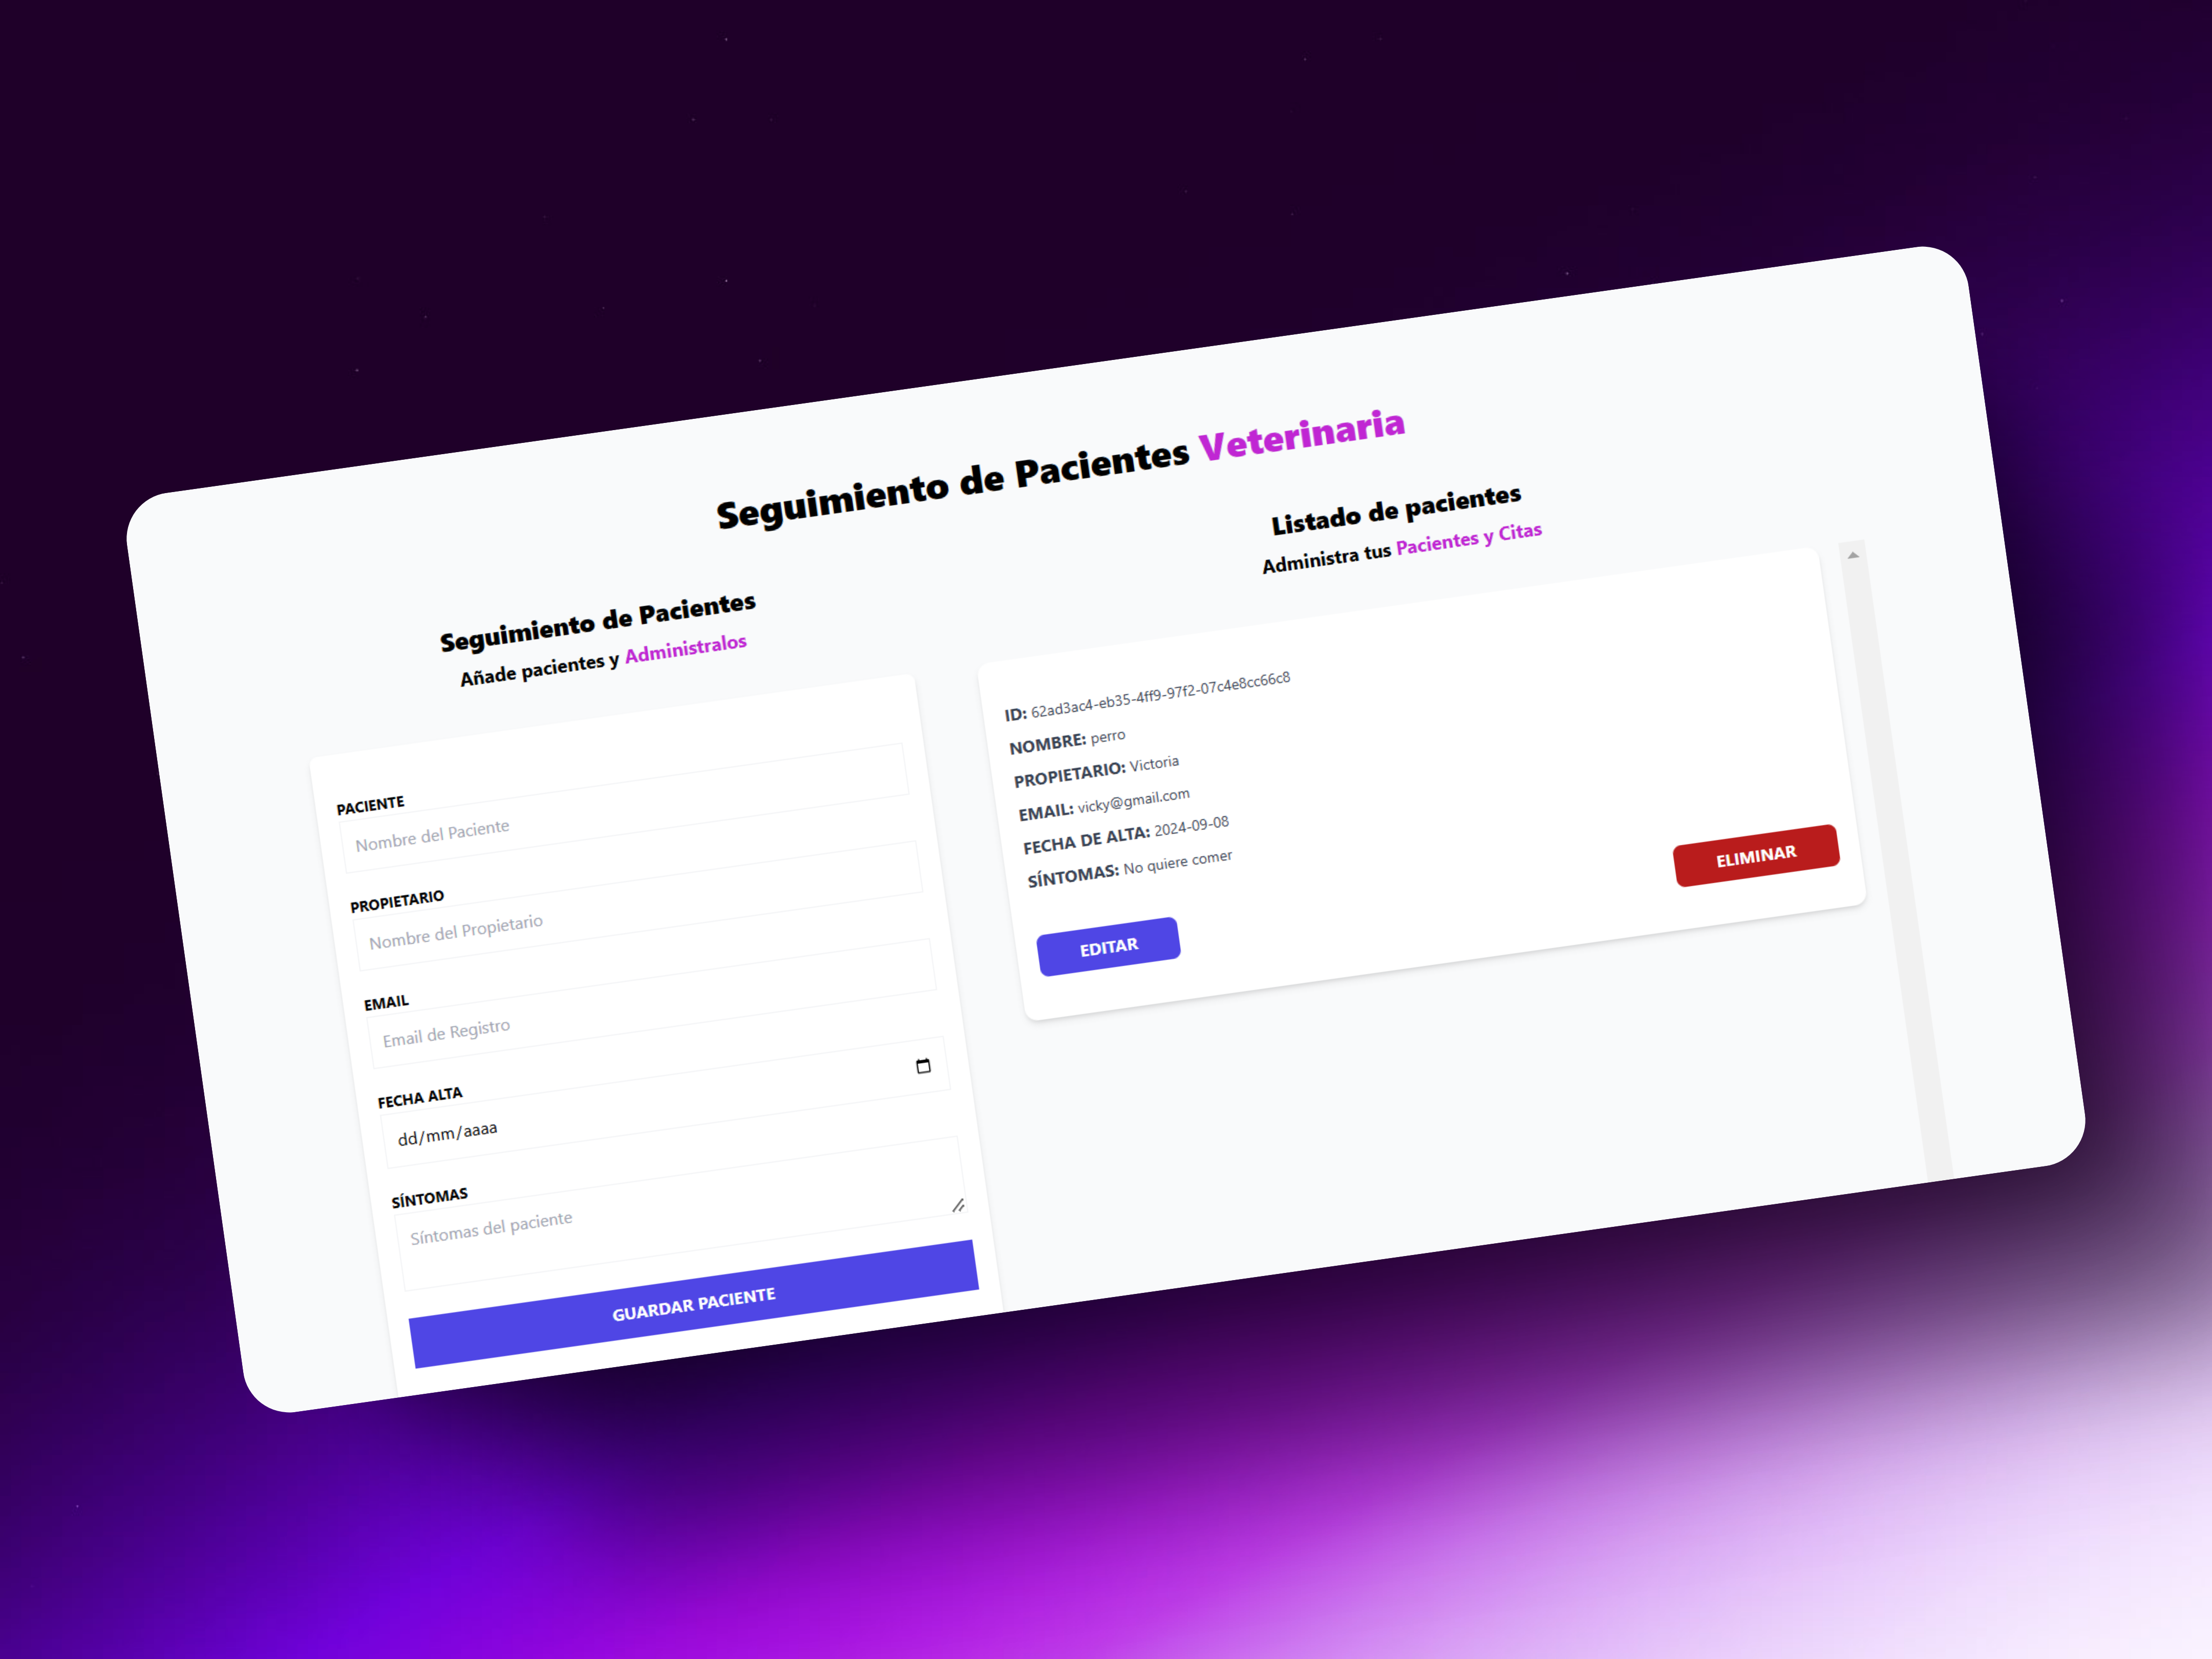 Seguimiento de Pacientes Veterinaria
Seguimiento de Pacientes
Añade pacientes y Administralos
PACIENTE
Nombre del Paciente
PROPIETARIO
Nombre del Propietario
EMAIL
Email de Registro
FECHA ALTA
dd/mm/aaaa
SÍNTOMAS
Síntomas del paciente
GUARDAR PACIENTE
Listado de pacientes
Administra tus Pacientes y Citas
ID: 62ad3ac4-eb35-4ff9-97f2-07c4e8cc66c8
NOMBRE: perro
PROPIETARIO: Victoria
EMAIL: vicky@gmail.com
FECHA DE ALTA: 2024-09-08
SÍNTOMAS: No quiere comer
EDITAR
ELIMINAR